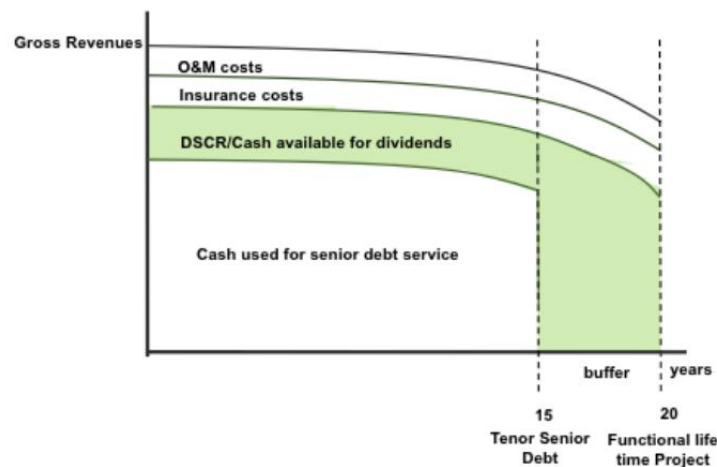 Gross Revenues
O&M costs
Insurance costs
DSCR/Cash available for dividends
Cash used for senior debt service
buffer
years
15
20
Tenor Senior
Debt
Functional life
time Project